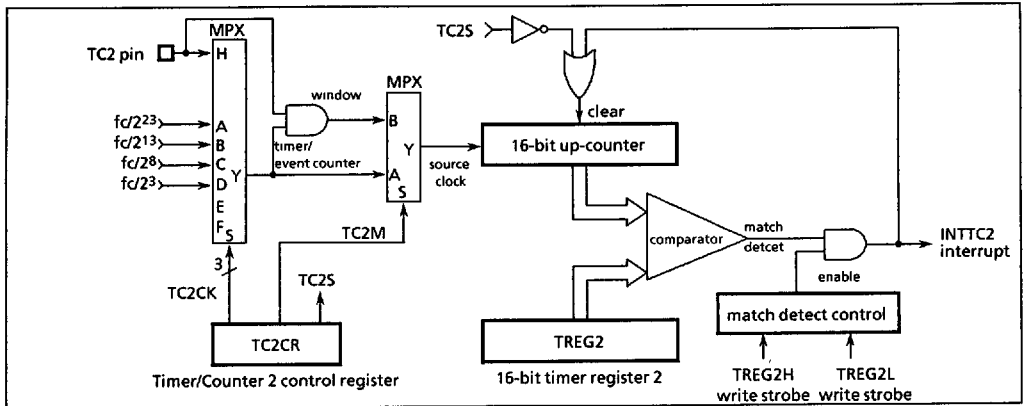 MPX
TC2 pin
H
fc/2²³
fc/2¹³
fc/2⁸
fc/2³
A
B
C
D
E
F
S
Y
3
TC2CK
window
timer/
event counter
MPX
B
Y
A
S
TC2M
source
clock
TC2S
TC2CR
Timer/Counter 2 control register
TC2S
clear
16-bit up-counter
comparator
TREG2
16-bit timer register 2
match
detcet
enable
INTTC2
interrupt
match detect control
TREG2H
write strobe
TREG2L
write strobe